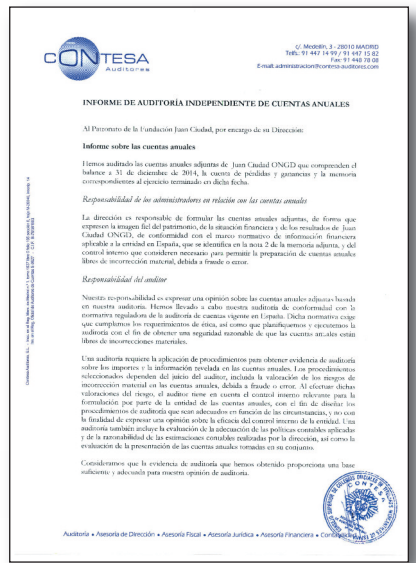 CONTESA
Auditores
c/. Medellín, 3 - 28010 MADRID
Telfs.: 91 447 14 99 / 91 447 15 82
Fax: 91 448 78 08
E-mail: administracion@contesa-auditores.com
INFORME DE AUDITORÍA INDEPENDIENTE DE CUENTAS ANUALES
Al Patronato de la Fundación Juan Ciudad, por encargo de su Dirección:
Informe sobre las cuentas anuales
Hemos auditado las cuentas anuales adjuntas de Juan Ciudad ONGD que comprenden el
balance a 31 de diciembre de 2014, la cuenta de pérdidas y ganancias y la memoria
correspondientes al ejercicio terminado en dicha fecha.
Responsabilidad de los administradores en relación con las cuentas anuales
La dirección es responsable de formular las cuentas anuales adjuntas, de forma que
expresen la imagen fiel del patrimonio, de la situación financiera y de los resultados de Juan
Ciudad ONGD, de conformidad con el marco normativo de información financiera
aplicable a la entidad en España, que se identifica en la nota 2 de la memoria adjunta, y del
control interno que consideren necesario para permitir la preparación de cuentas anuales
libres de incorrección material, debida a fraude o error.
Responsabilidad del auditor
Nuestra responsabilidad es expresar una opinión sobre las cuentas anuales adjuntas basada
en nuestra auditoría. Hemos llevado a cabo nuestra auditoría de conformidad con la
normativa reguladora de la auditoría de cuentas vigente en España. Dicha normativa exige
que cumplamos los requerimientos de ética, así como que planifiquemos y ejecutemos la
auditoría con el fin de obtener una seguridad razonable de que las cuentas anuales están
libres de incorrecciones materiales.
Una auditoría requiere la aplicación de procedimientos para obtener evidencia de auditoría
sobre los importes y la información revelada en las cuentas anuales. Los procedimientos
seleccionados dependen del juicio del auditor, incluida la valoración de los riesgos de
incorrección material en las cuentas anuales, debida a fraude o error. Al efectuar dichas
valoraciones del riesgo, el auditor tiene en cuenta el control interno relevante para la
formulación por parte de la entidad de las cuentas anuales, con el fin de diseñar los
procedimientos de auditoría que sean adecuados en función de las circunstancias, y no con
la finalidad de expresar una opinión sobre la eficacia del control interno de la entidad. Una
auditoría también incluye la evaluación de la adecuación de las políticas contables aplicadas
y de la razonabilidad de las estimaciones contables realizadas por la dirección, así como la
evaluación de la presentación de las cuentas anuales tomadas en su conjunto.
Consideramos que la evidencia de auditoría que hemos obtenido proporciona una base
suficiente y adecuada para nuestra opinión de auditoría.
CONTESA
Auditoría • Asesoría de Dirección • Asesoría Fiscal • Asesoría Jurídica • Asesoría Financiera •